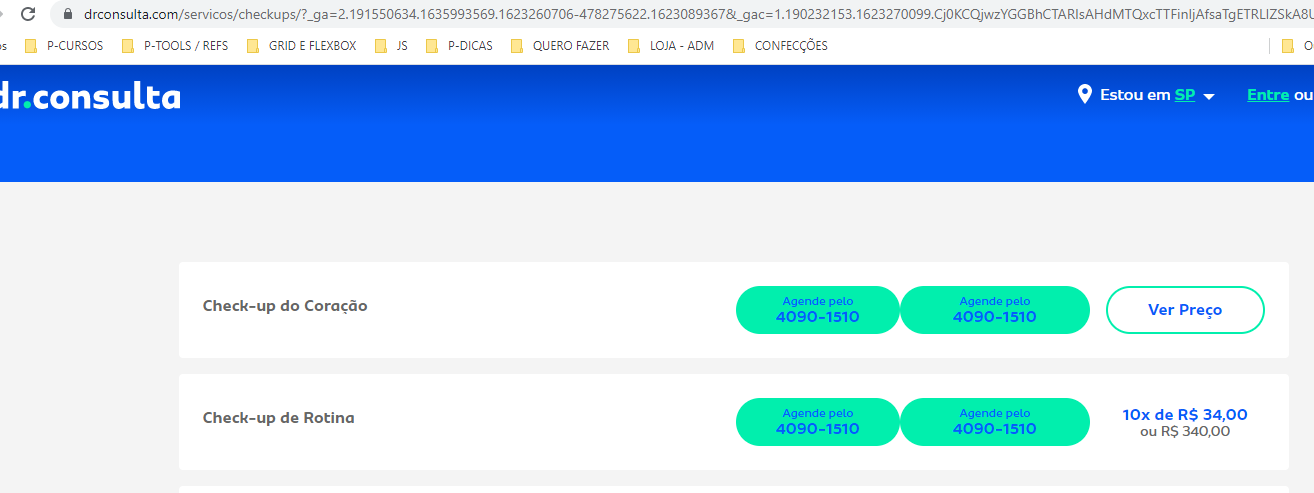 drconsulta.com/servicos/checkups/?_ga=2.191550634.1635993569.1623260706-478275622.1623089367&_gac=1.190232153.1623270099.Cj0KCQjwzYGGBhCTARIsAHdMTQxcTTFinIjAfsaTgETRLIZSkA8U
os P-CURSOS P-TOOLS / REFS GRID E FLEXBOX JS P-DICAS QUERO FAZER LOJA - ADM CONFECÇÕES O
dr.consulta Estou em SP Entre ou
Check-up do Coração
Agende pelo
4090-1510
Agende pelo
4090-1510
Ver Preço
Check-up de Rotina
Agende pelo
4090-1510
Agende pelo
4090-1510
10x de R$ 34,00
ou R$ 340,00